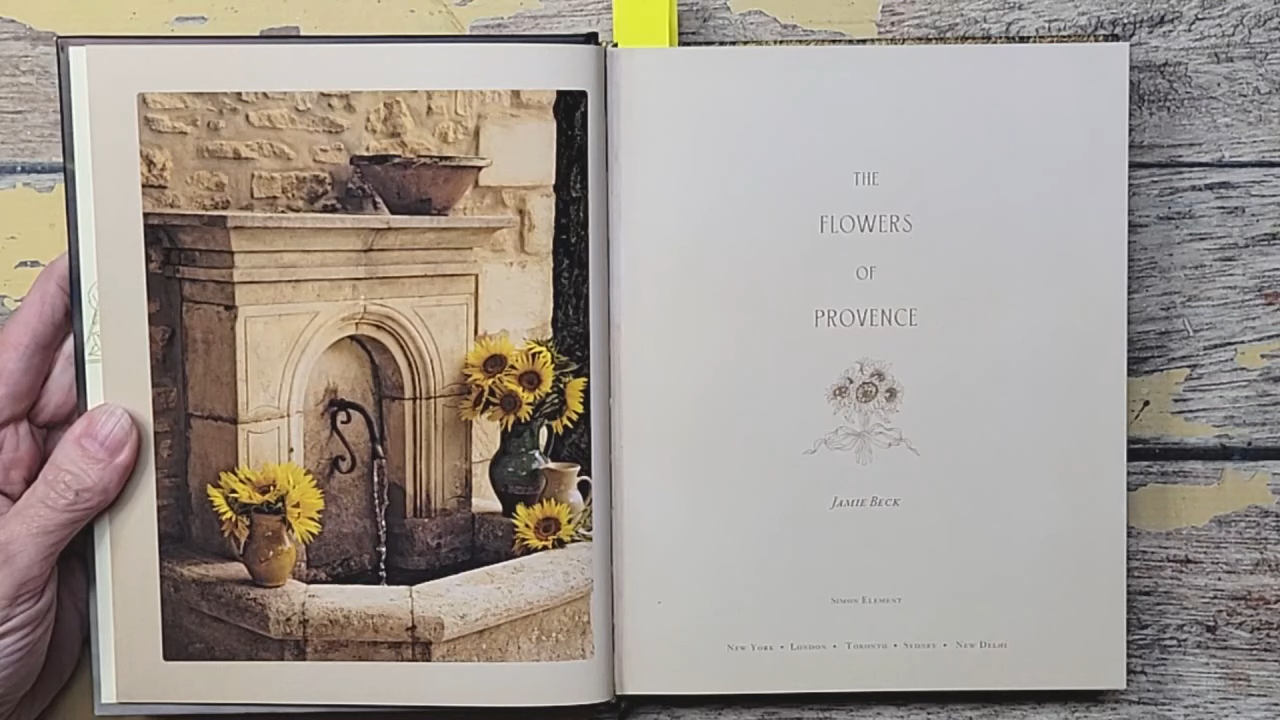 THE
FLOWERS
OF
PROVENCE
JAMIE BECK
SIMON ELEMENT
NEW YORK • LONDON • TORONTO • SYDNEY • NEW DELHI